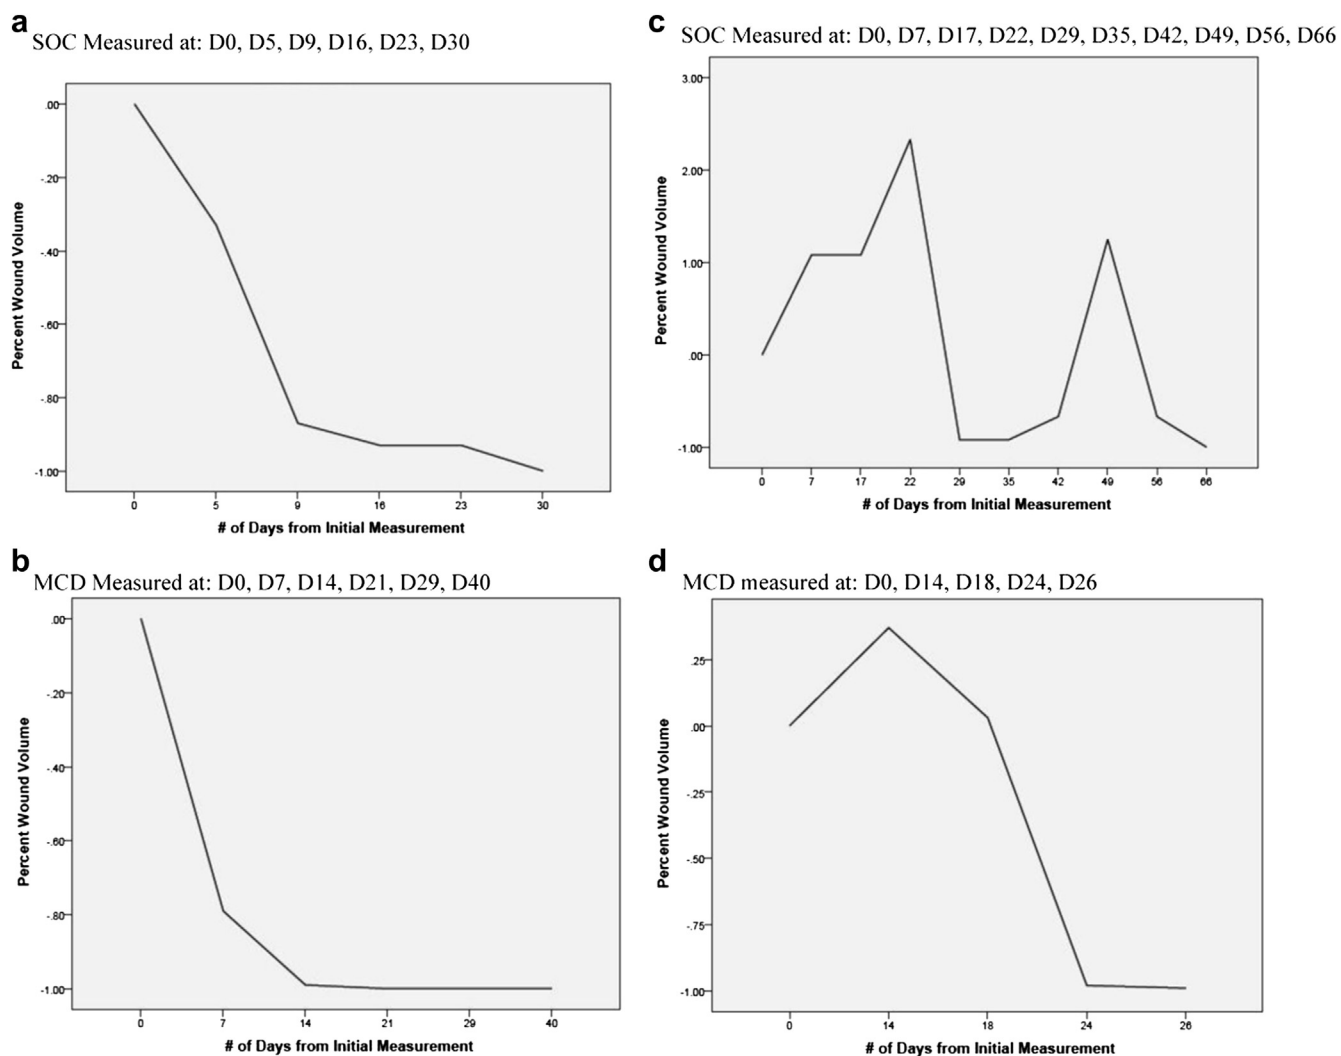 a
SOC Measured at: D0, D5, D9, D16, D23, D30
Percent Wound Volume
.00
-.20
-.40
-.60
-.80
-1.00
0 5 9 16 23 30
# of Days from Initial Measurement
b
MCD Measured at: D0, D7, D14, D21, D29, D40
Percent Wound Volume
.00
-.20
-.40
-.60
-.80
-1.00
0 7 14 21 29 40
# of Days from Initial Measurement
c
SOC Measured at: D0, D7, D17, D22, D29, D35, D42, D49, D56, D66
Percent Wound Volume
3.00
2.00
1.00
.00
-1.00
0 7 17 22 29 35 42 49 56 66
# of Days from Initial Measurement
d
MCD measured at: D0, D14, D18, D24, D26
Percent Wound Volume
.25
.00
-.25
-.50
-.75
-1.00
0 14 18 24 26
# of Days from Initial Measurement